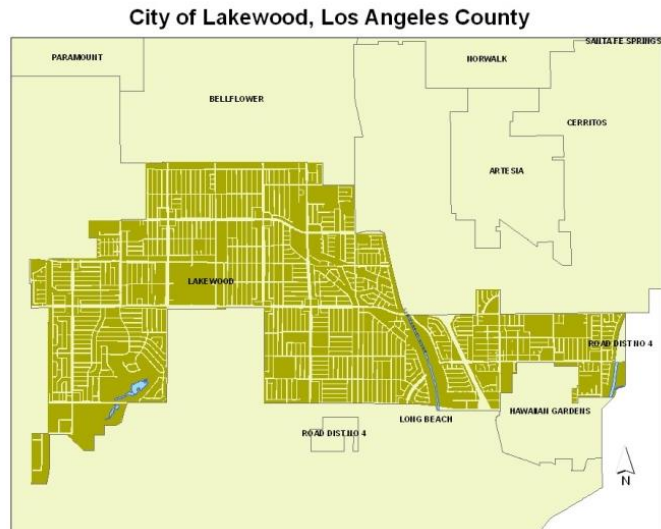 City of Lakewood, Los Angeles County
SANTA FE SPRINGS
PARAMOUNT
NORWALK
BELLFLOWER
CERRITOS
ARTESIA
LAKEWOOD
ROAD DIST NO 4
HAWAIIAN GARDENS
LONG BEACH
ROAD DIST NO 4
N